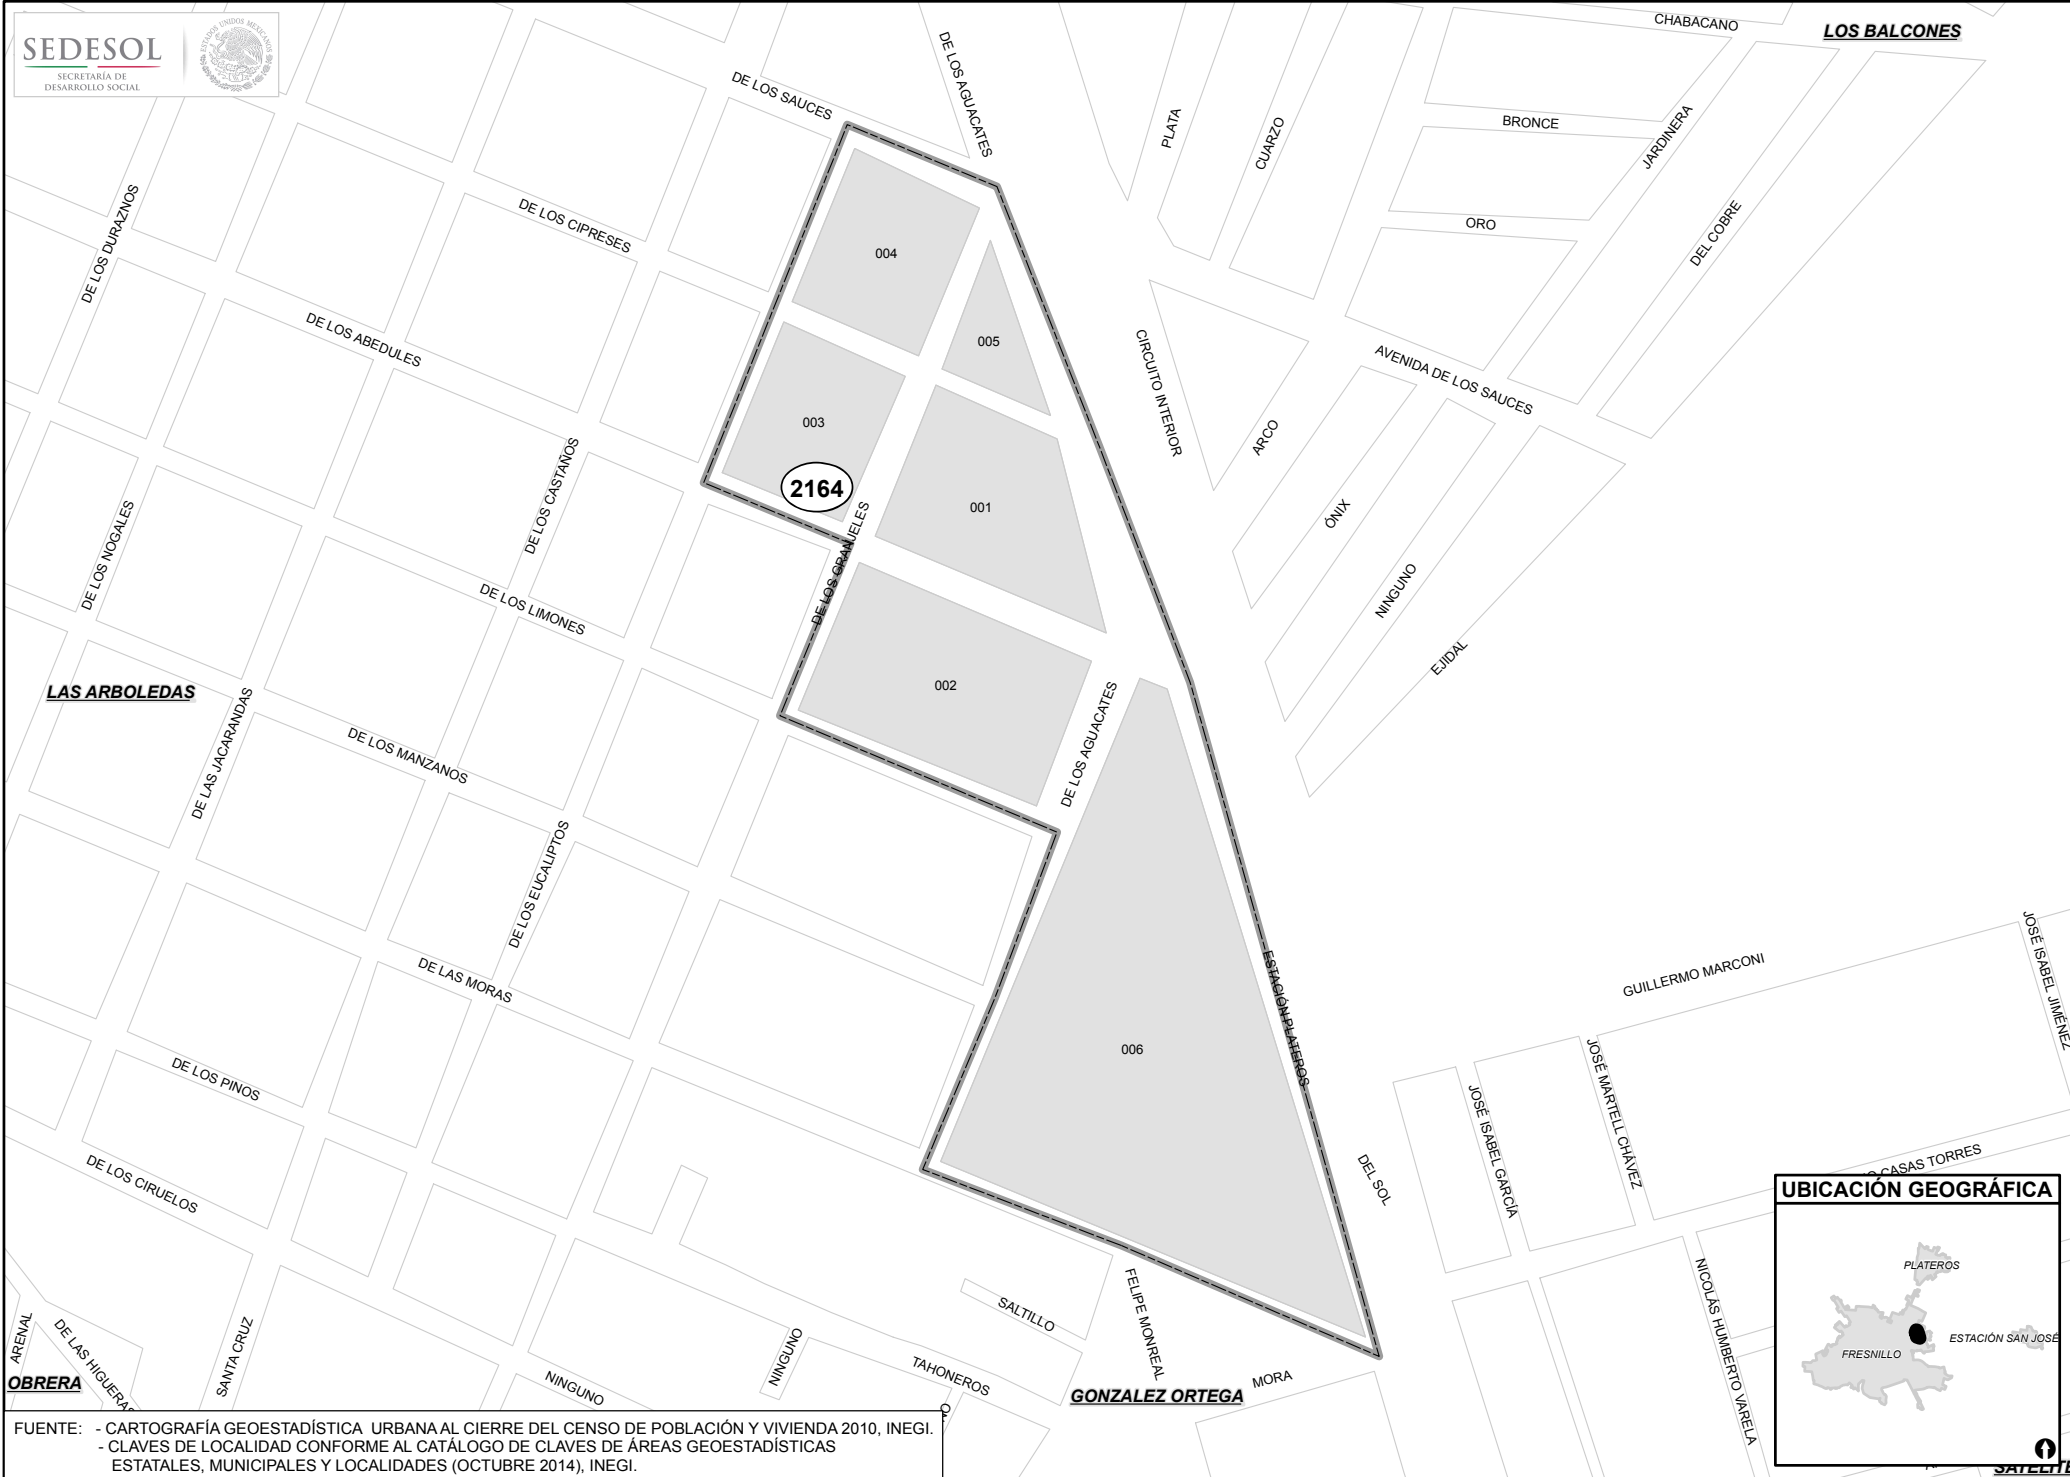 SEDESOL
SECRETARÍA DE
DESARROLLO SOCIAL
ESTADOS UNIDOS MEXICANOS
CHABACANO
LOS BALCONES
DE LOS AGUACATES
DE LOS SAUCES
PLATA
CUARZO
BRONCE
JARDINERA
ORO
DEL COBRE
DE LOS DURAZNOS
DE LOS CIPRESES
004
005
DE LOS ABEDULES
CIRCUITO INTERIOR
AVENIDA DE LOS SAUCES
003
ARCO
2164
001
DE LOS CASTAÑOS
DE LOS NOGALES
ÓNIX
DE LOS GRANJELES
NINGUNO
DE LOS LIMONES
EJIDAL
LAS ARBOLEDAS
002
DE LAS JACARANDAS
DE LOS AGUACATES
DE LOS MANZANOS
DE LOS EUCALIPTOS
DE LAS MORAS
ESTACIÓN PLATEROS
GUILLERMO MARCONI
JOSÉ ISABEL JIMÉNEZ
006
DE LOS PINOS
JOSÉ ISABEL GARCÍA
JOSÉ MARTELL CHÁVEZ
DE LOS CIRUELOS
DEL SOL
CASAS TORRES
UBICACIÓN GEOGRÁFICA
PLATEROS
ESTACIÓN SAN JOSÉ
FRESNILLO
NICOLÁS HUMBERTO VARELA
FELIPE MONREAL
SALTILLO
ARENAL
DE LAS HIGUERAS
SANTA CRUZ
NINGUNO
NINGUNO
TAHONEROS
MORA
OBRERA
GONZALEZ ORTEGA
SATÉLITE
FUENTE: - CARTOGRAFÍA GEOESTADÍSTICA URBANA AL CIERRE DEL CENSO DE POBLACIÓN Y VIVIENDA 2010, INEGI.
- CLAVES DE LOCALIDAD CONFORME AL CATÁLOGO DE CLAVES DE ÁREAS GEOESTADÍSTICAS
ESTATALES, MUNICIPALES Y LOCALIDADES (OCTUBRE 2014), INEGI.